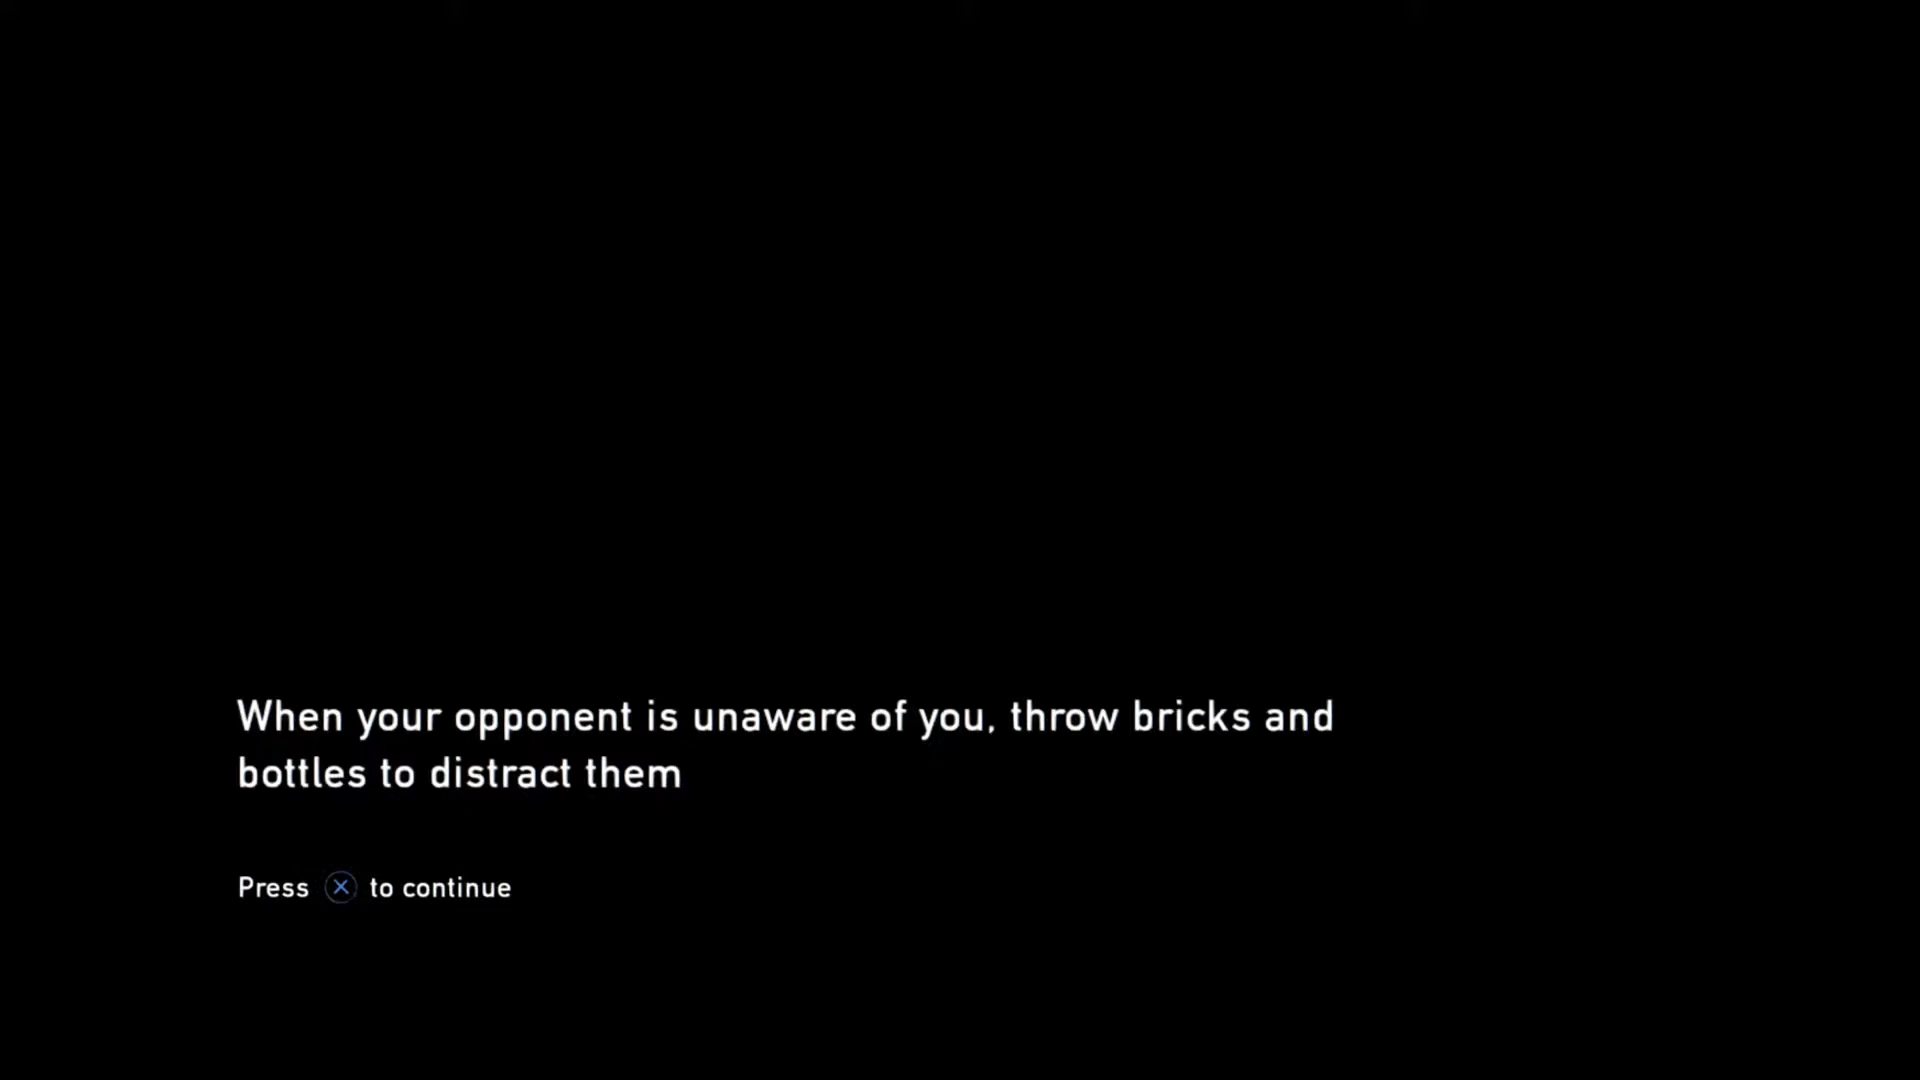 When your opponent is unaware of you, throw bricks and
bottles to distract them
Press ⓧ to continue